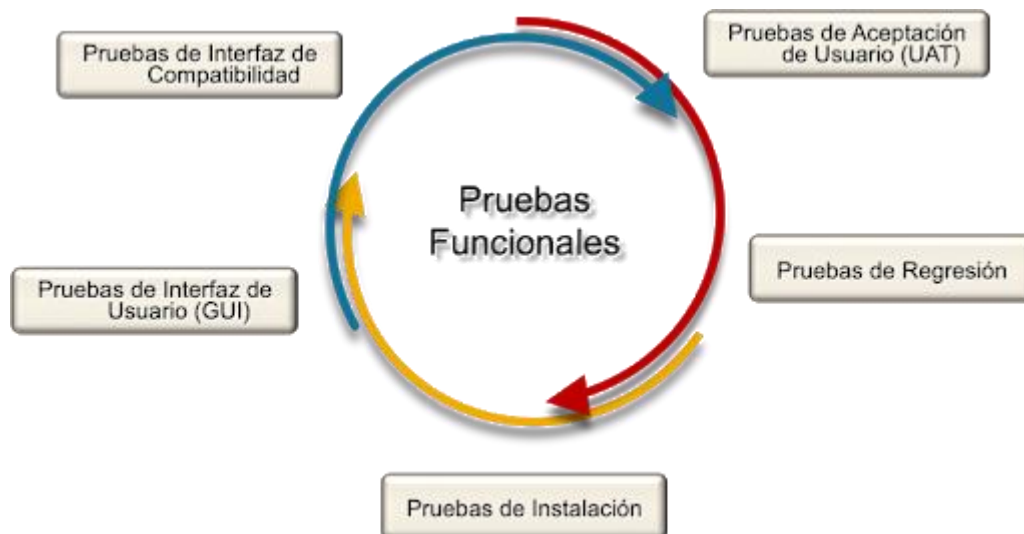 Pruebas de Interfaz de
Compatibilidad
Pruebas de Aceptación
de Usuario (UAT)
Pruebas
Funcionales
Pruebas de Regresión
Pruebas de Interfaz de
Usuario (GUI)
Pruebas de Instalación